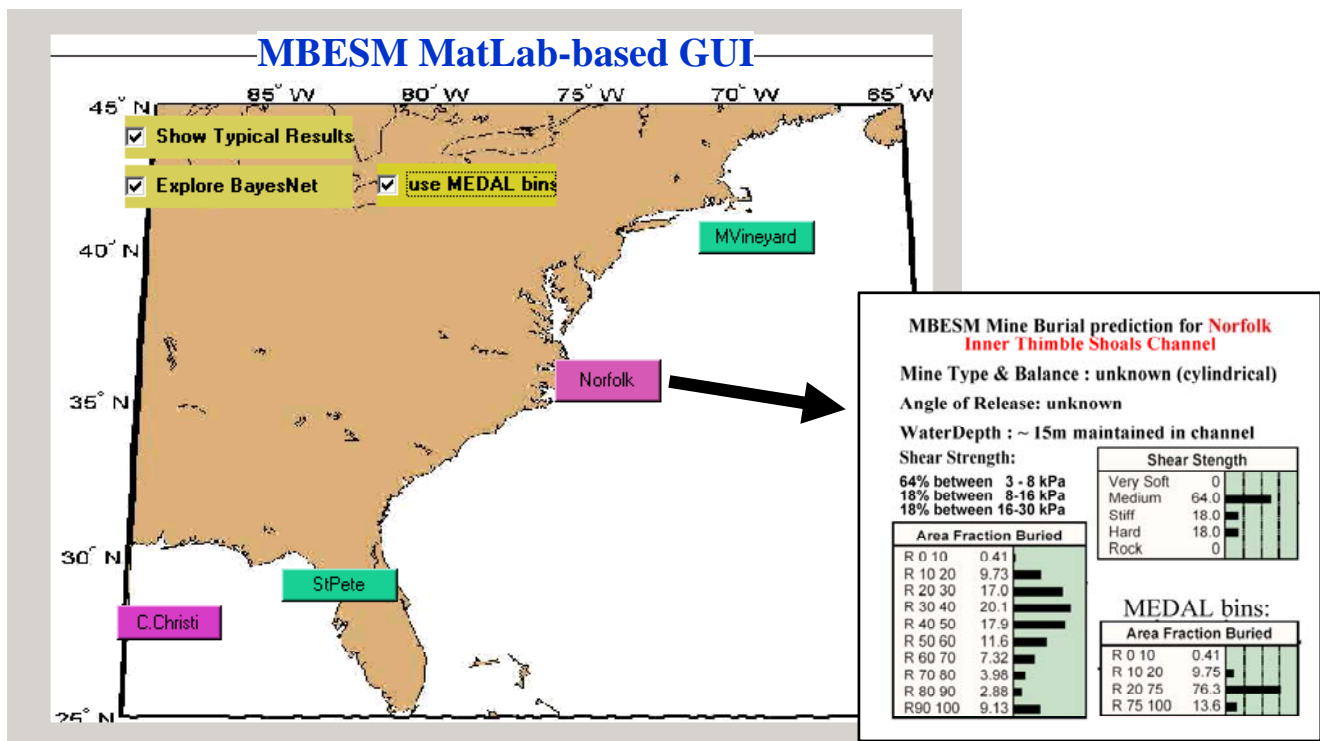 MBESM MatLab-based GUI
85° W 80° W 75° W 70° W 65° W
45° N
Show Typical Results
Explore BayesNet
use MEDAL bins
40° N
MVineyard
Norfolk
35° N
30° N
StPete
C.Christi
25° N
MBESM Mine Burial prediction for Norfolk
Inner Thimble Shoals Channel
Mine Type & Balance : unknown (cylindrical)
Angle of Release: unknown
WaterDepth : ~ 15m maintained in channel
Shear Strength:
64% between 3 - 8 kPa
18% between 8-16 kPa
18% between 16-30 kPa
Shear Stength
Very Soft 0
Medium 64.0
Stiff 18.0
Hard 18.0
Rock 0
Area Fraction Buried
R 0 10 0.41
R 10 20 9.73
R 20 30 17.0
R 30 40 20.1
R 40 50 17.9
R 50 60 11.6
R 60 70 7.32
R 70 80 3.98
R 80 90 2.88
R90 100 9.13
MEDAL bins:
Area Fraction Buried
R 0 10 0.41
R 10 20 9.75
R 20 75 76.3
R 75 100 13.6